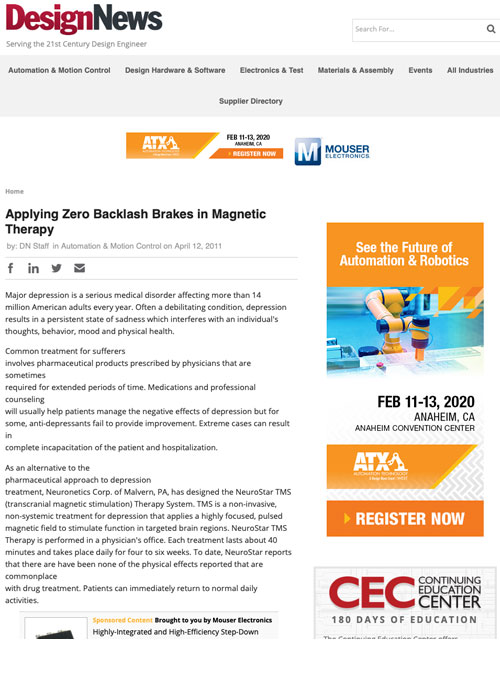 DesignNews
Serving the 21st Century Design Engineer
Search For...
Automation & Motion Control Design Hardware & Software Electronics & Test Materials & Assembly Events All Industries
Supplier Directory
ATX
FEB 11-13, 2020
ANAHEIM, CA
REGISTER NOW
M MOUSER
ELECTRONICS
Home
Applying Zero Backlash Brakes in Magnetic
Therapy
by: DN Staff in Automation & Motion Control on April 12, 2011
Major depression is a serious medical disorder affecting more than 14
million American adults every year. Often a debilitating condition, depression
results in a persistent state of sadness which interferes with an individual's
thoughts, behavior, mood and physical health.
Common treatment for sufferers
involves pharmaceutical products prescribed by physicians that are
sometimes
required for extended periods of time. Medications and professional
counseling
will usually help patients manage the negative effects of depression but for
some, anti-depressants fail to provide improvement. Extreme cases can result
in
complete incapacitation of the patient and hospitalization.
As an alternative to the
pharmaceutical approach to depression
treatment, Neuronetics Corp. of Malvern, PA, has designed the NeuroStar TMS
(transcranial magnetic stimulation) Therapy System. TMS is a non-invasive,
non-systemic treatment for depression that applies a highly focused, pulsed
magnetic field to stimulate function in targeted brain regions. NeuroStar TMS
Therapy is performed in a physician's office. Each treatment lasts about 40
minutes and takes place daily for four to six weeks. To date, NeuroStar reports
that there are have been none of the physical effects reported that are
commonplace
with drug treatment. Patients can immediately return to normal daily
activities.
Sponsored Content Brought to you by Mouser Electronics
Highly-Integrated and High-Efficiency Step-Down
See the Future of
Automation & Robotics
FEB 11-13, 2020
ANAHEIM, CA
ANAHEIM CONVENTION CENTER
ATX
REGISTER NOW
CEC CONTINUING
EDUCATION
CENTER
180 DAYS OF EDUCATION
The Continuing Education Center offers